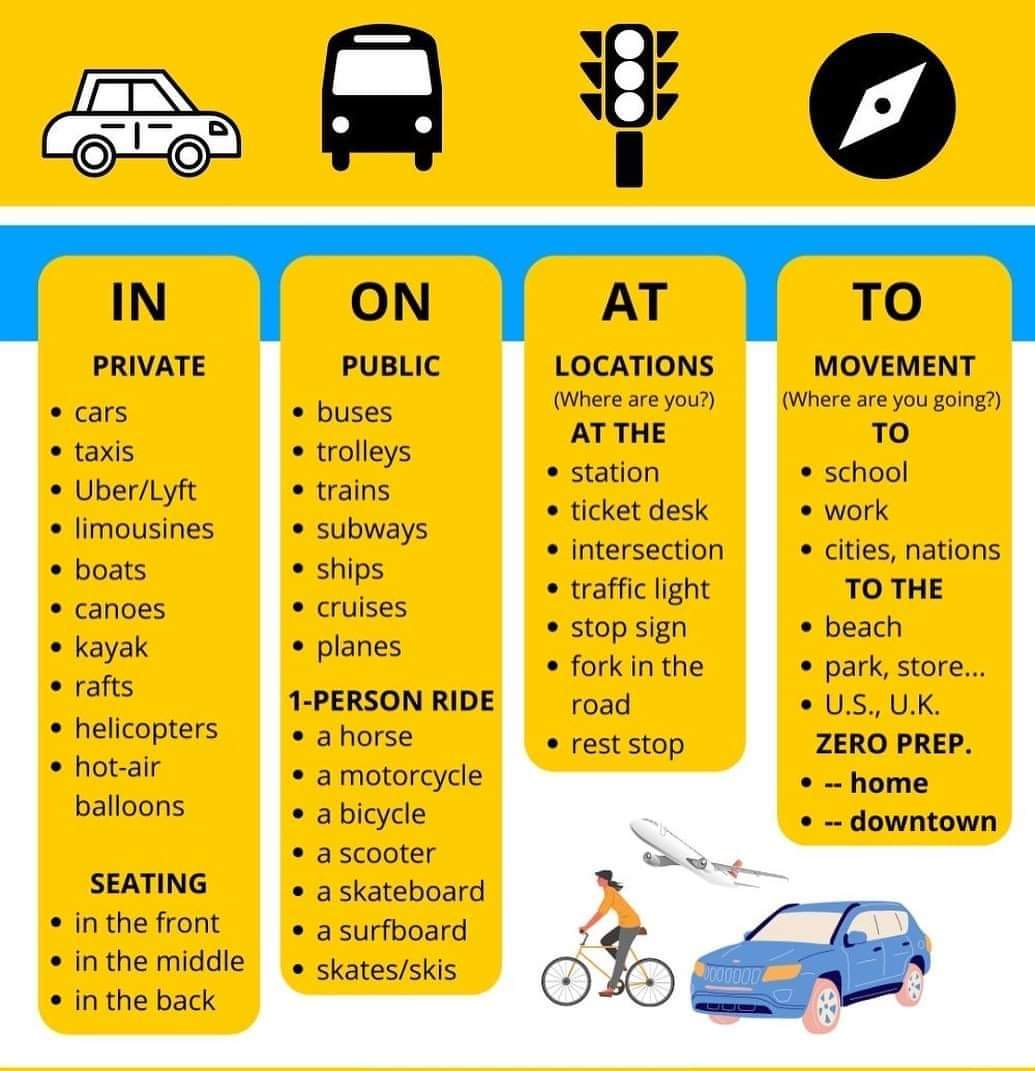 IN
PRIVATE
• cars
• taxis
• Uber/Lyft
• limousines
• boats
• canoes
• kayak
• rafts
• helicopters
• hot-air
balloons
SEATING
• in the front
• in the middle
• in the back
ON
PUBLIC
• buses
• trolleys
• trains
• subways
• ships
• cruises
• planes
1-PERSON RIDE
• a horse
• a motorcycle
• a bicycle
• a scooter
• a skateboard
• a surfboard
• skates/skis
AT
LOCATIONS
(Where are you?)
AT THE
• station
• ticket desk
• intersection
• traffic light
• stop sign
• fork in the
road
• rest stop
TO
MOVEMENT
(Where are you going?)
TO
• school
• work
• cities, nations
TO THE
• beach
• park, store...
• U.S., U.K.
ZERO PREP.
• -- home
• -- downtown